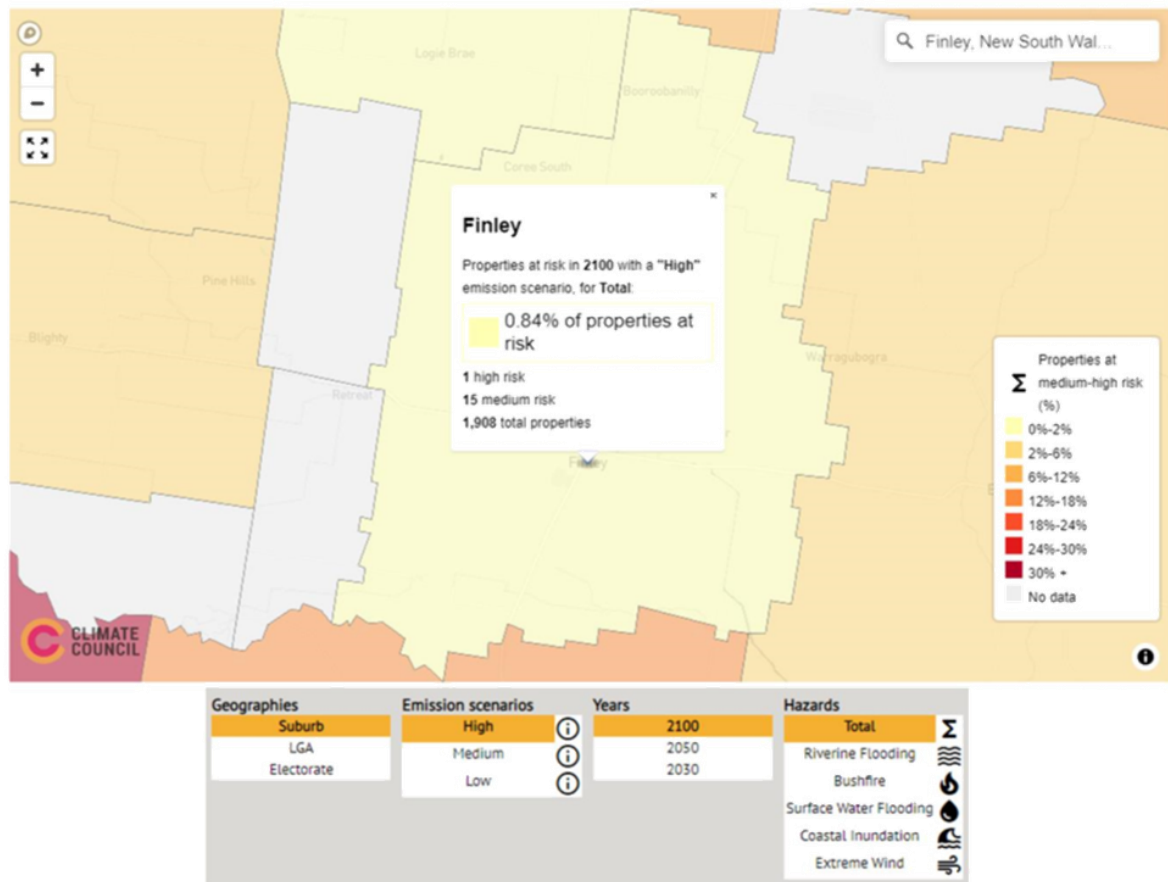 Finley, New South Wal...
+
−
Logie Brae
Booroobanilly
Coree South
Pine Hills
Blighty
Retreat
Warragubogra
×
Finley
Properties at risk in 2100 with a "High"
emission scenario, for Total:
0.84% of properties at
risk
1 high risk
15 medium risk
1,908 total properties
Finley
Properties at
Σ medium-high risk
(%)
0%-2%
2%-6%
6%-12%
12%-18%
18%-24%
24%-30%
30% +
No data
CLIMATE
COUNCIL
Geographies Emission scenarios Years Hazards
Suburb High 2100 Total Σ
LGA Medium 2050 Riverine Flooding
Electorate Low 2030 Bushfire
Surface Water Flooding
Coastal Inundation
Extreme Wind